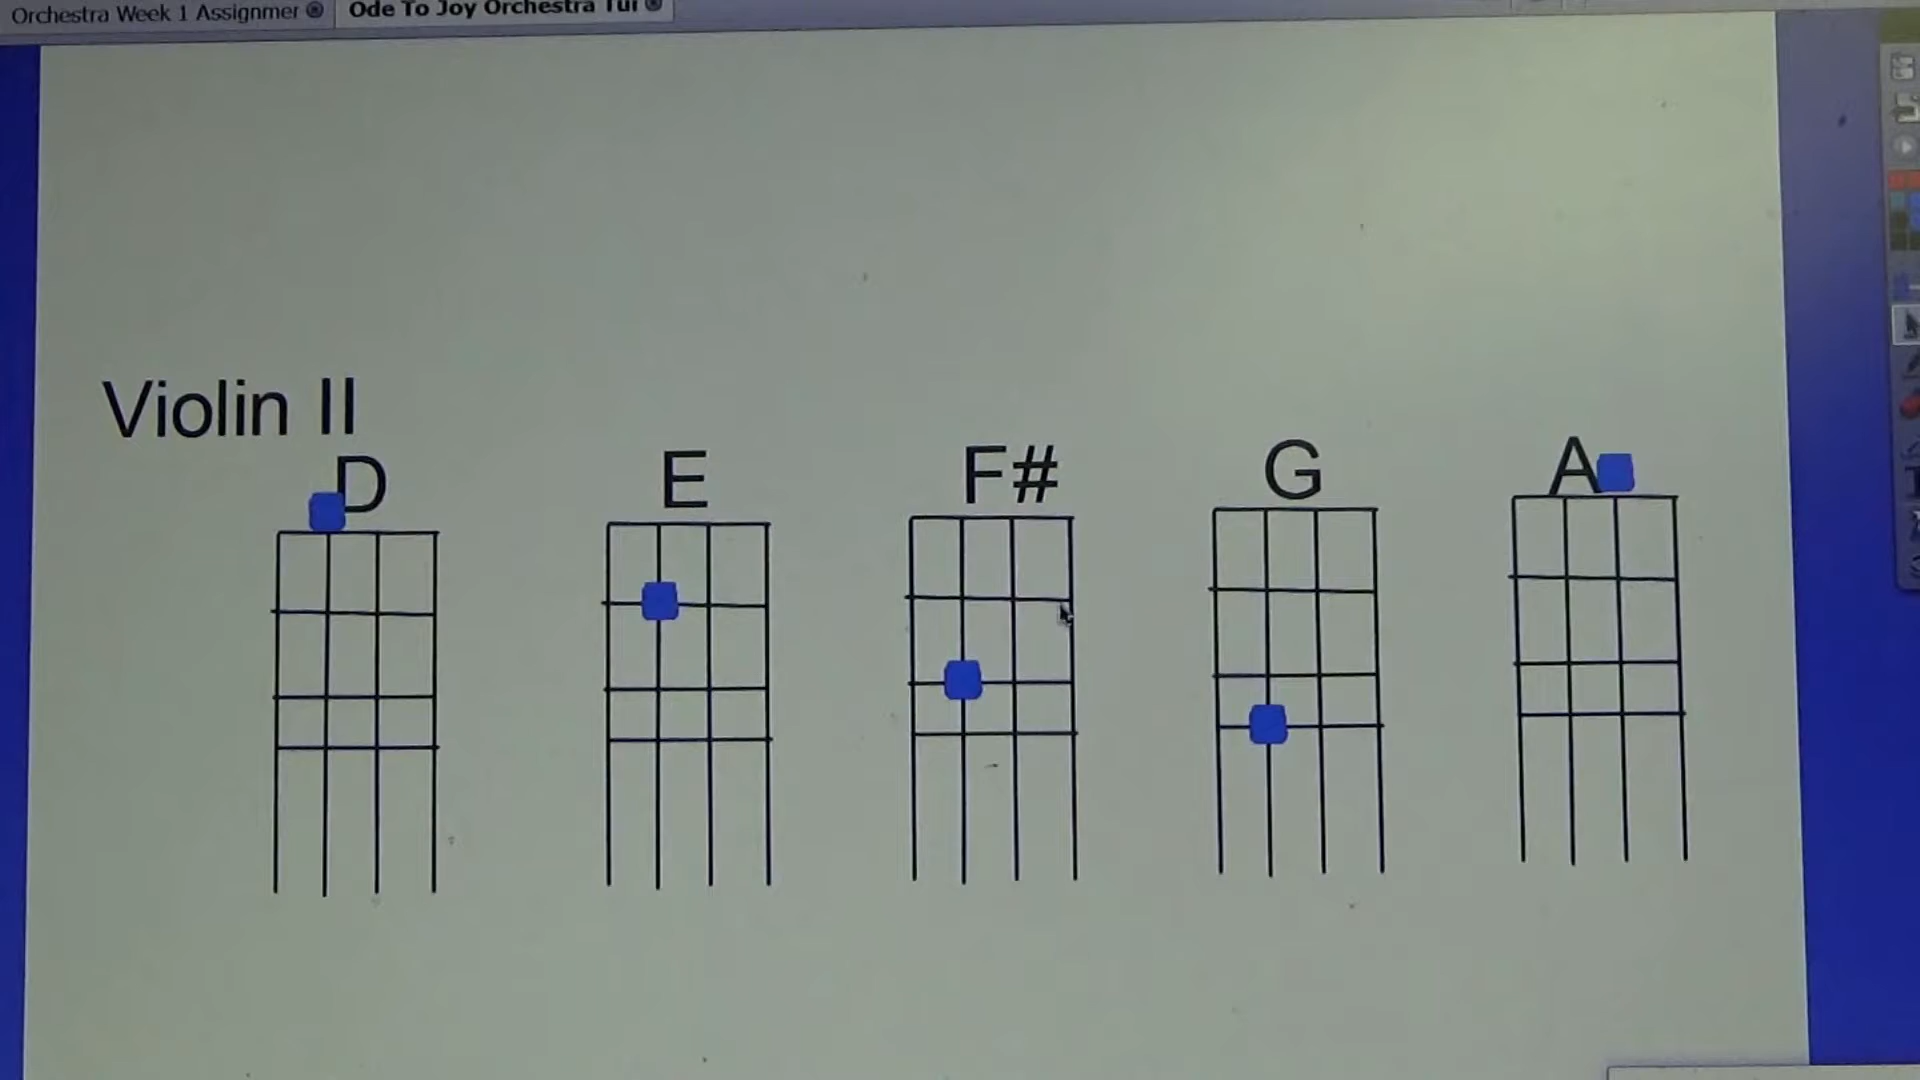 Orchestra Week 1 Assignmer
Ode To Joy Orchestra Tut
Violin II
D
E
F#
G
A